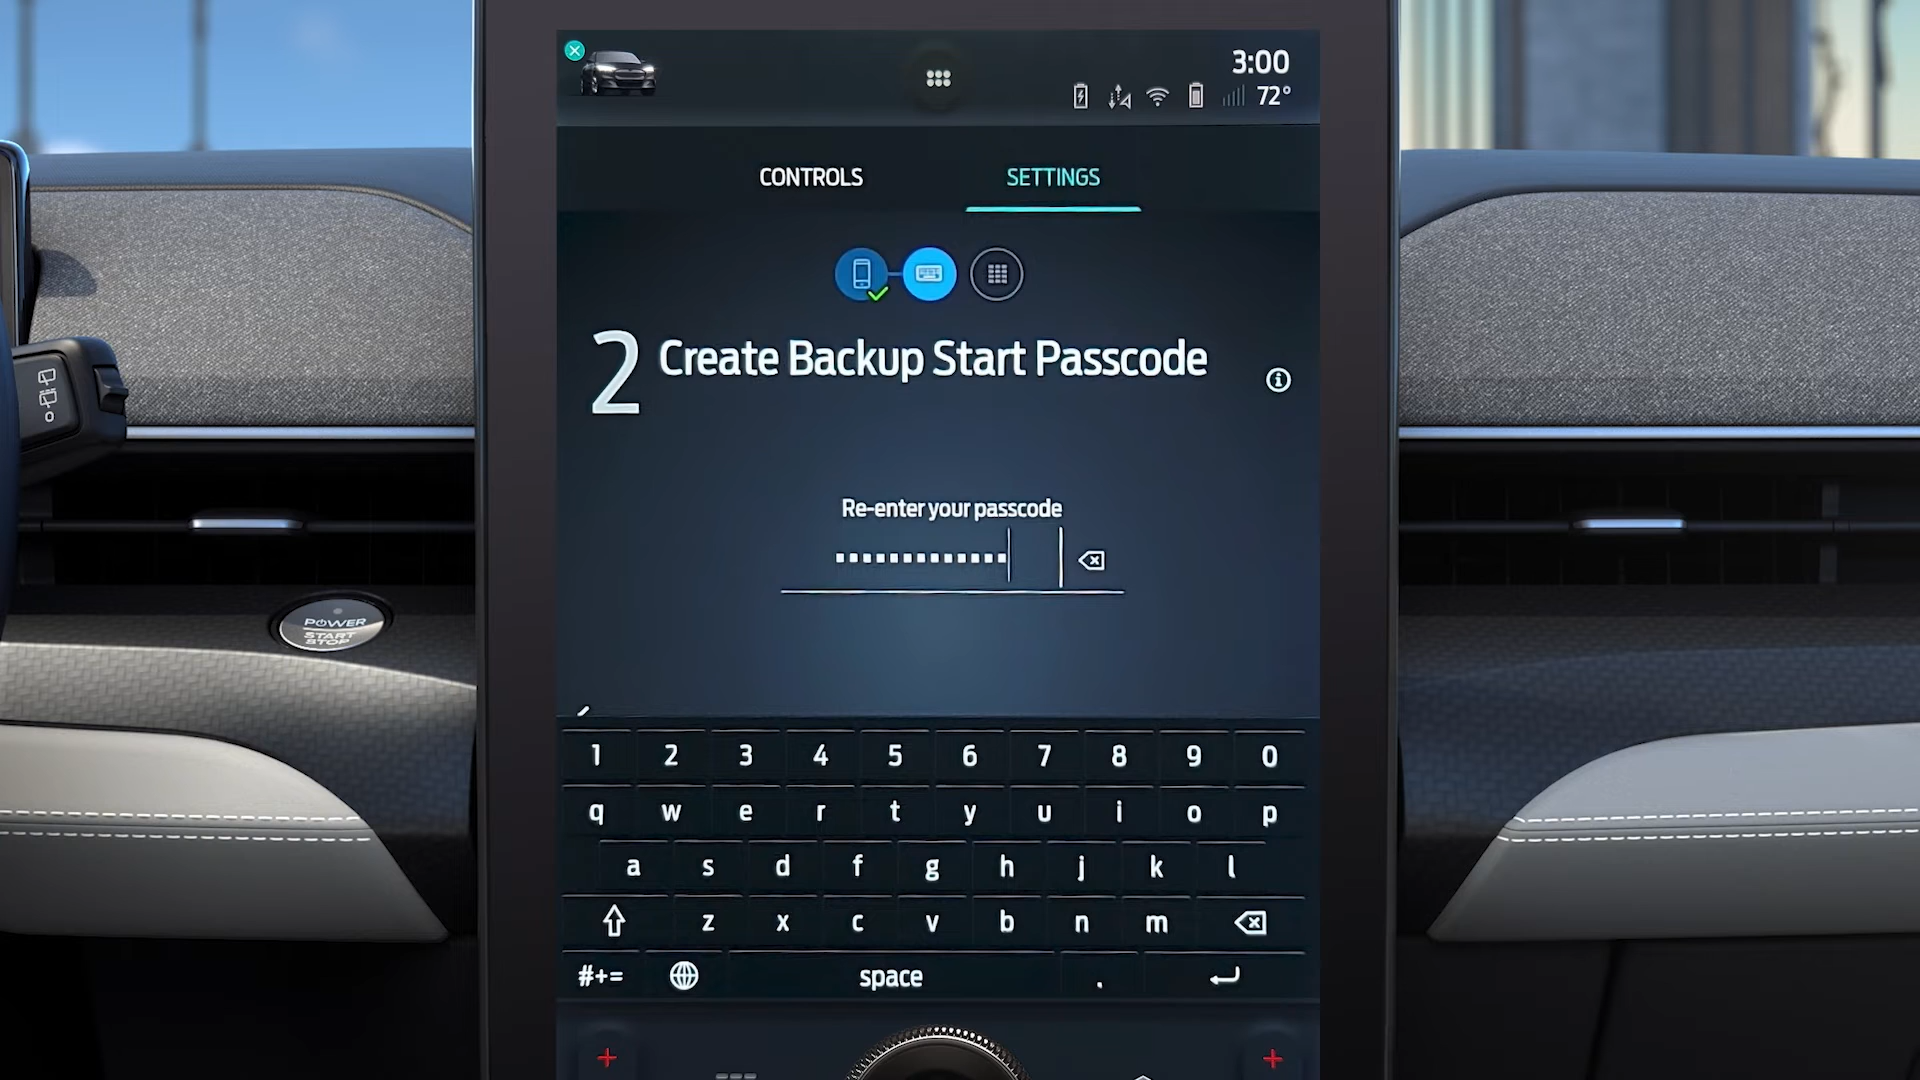 3:00
72°
CONTROLS SETTINGS
2 Create Backup Start Passcode
Re-enter your passcode
POWER
START
STOP
1 2 3 4 5 6 7 8 9 0
q w e r t y u i o p
a s d f g h j k l
z x c v b n m
#+= space .